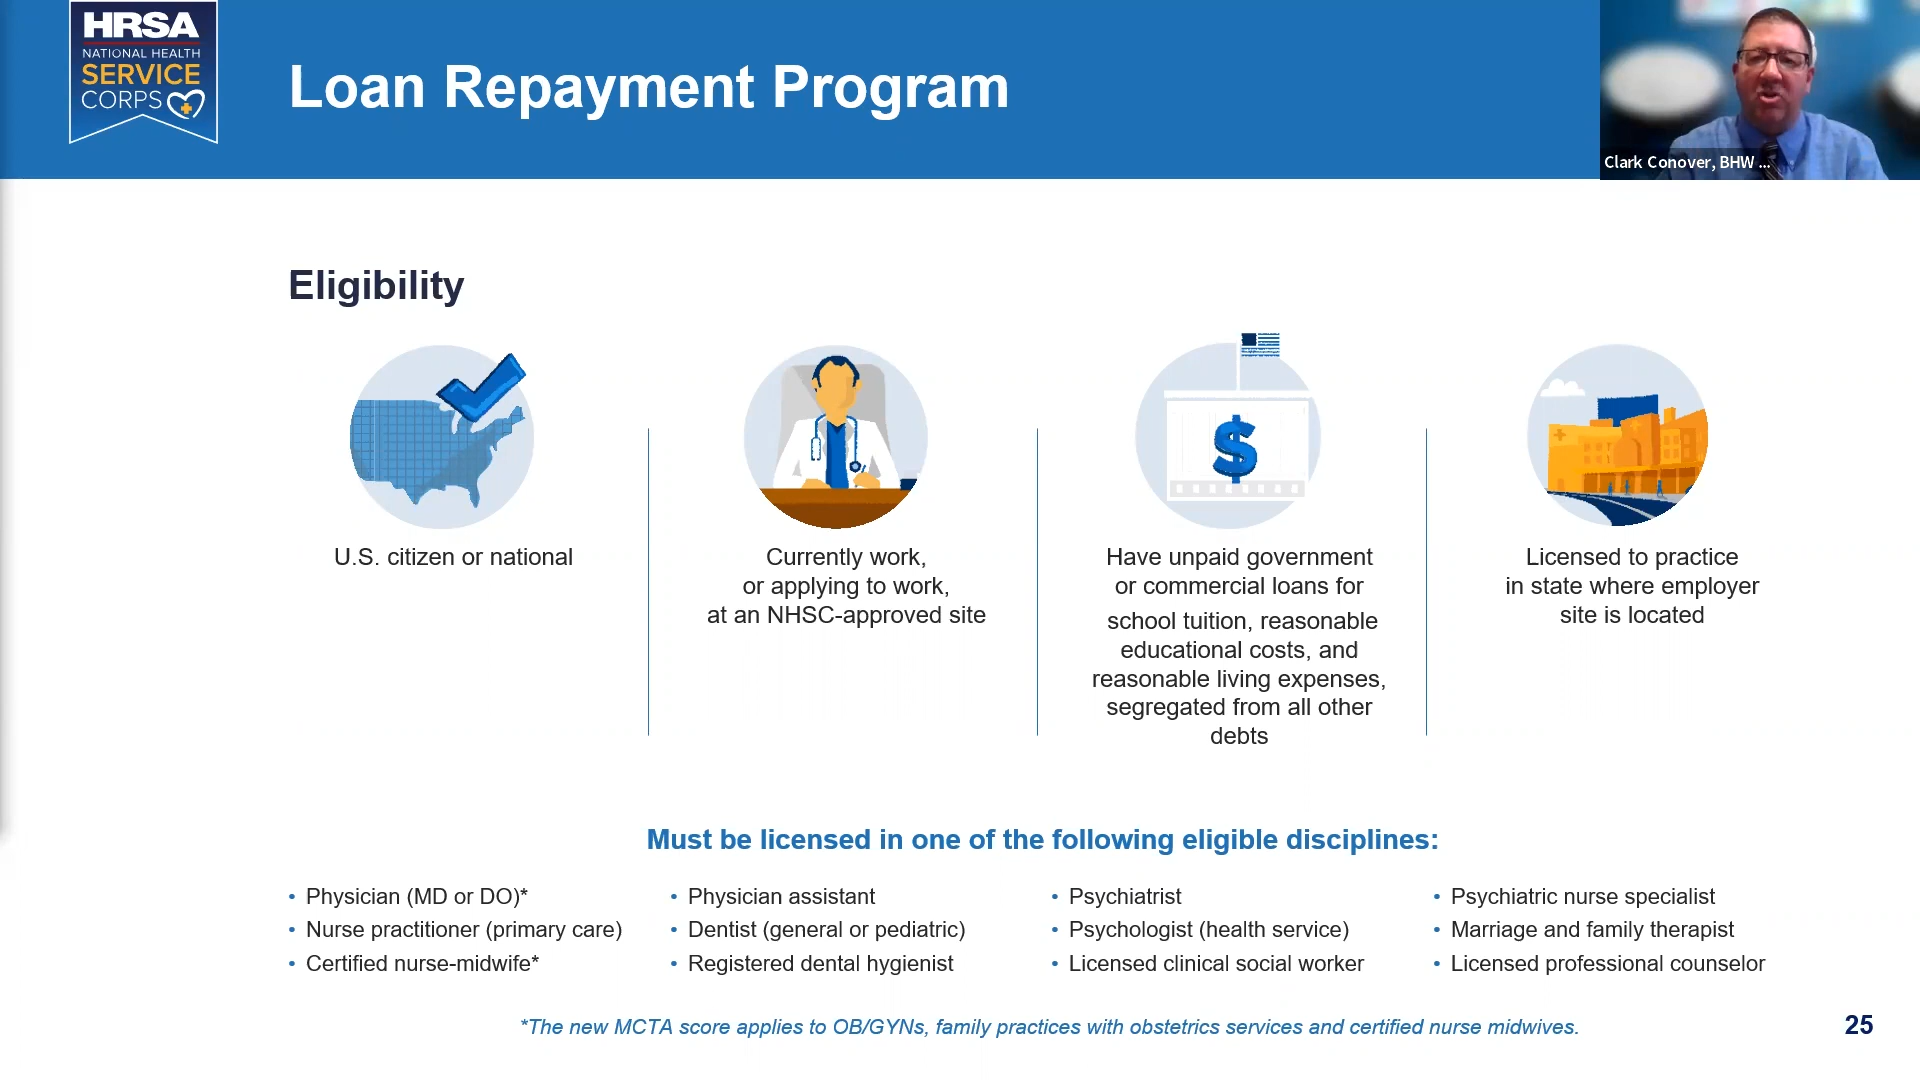 HRSA
NATIONAL HEALTH
SERVICE
CORPS
Loan Repayment Program
Clark Conover, BHW ...
Eligibility
U.S. citizen or national
Currently work,
or applying to work,
at an NHSC-approved site
Have unpaid government
or commercial loans for
school tuition, reasonable
educational costs, and
reasonable living expenses,
segregated from all other
debts
Licensed to practice
in state where employer
site is located
Must be licensed in one of the following eligible disciplines:
• Physician (MD or DO)*
• Nurse practitioner (primary care)
• Certified nurse-midwife*
• Physician assistant
• Dentist (general or pediatric)
• Registered dental hygienist
• Psychiatrist
• Psychologist (health service)
• Licensed clinical social worker
• Psychiatric nurse specialist
• Marriage and family therapist
• Licensed professional counselor
*The new MCTA score applies to OB/GYNs, family practices with obstetrics services and certified nurse midwives.
25